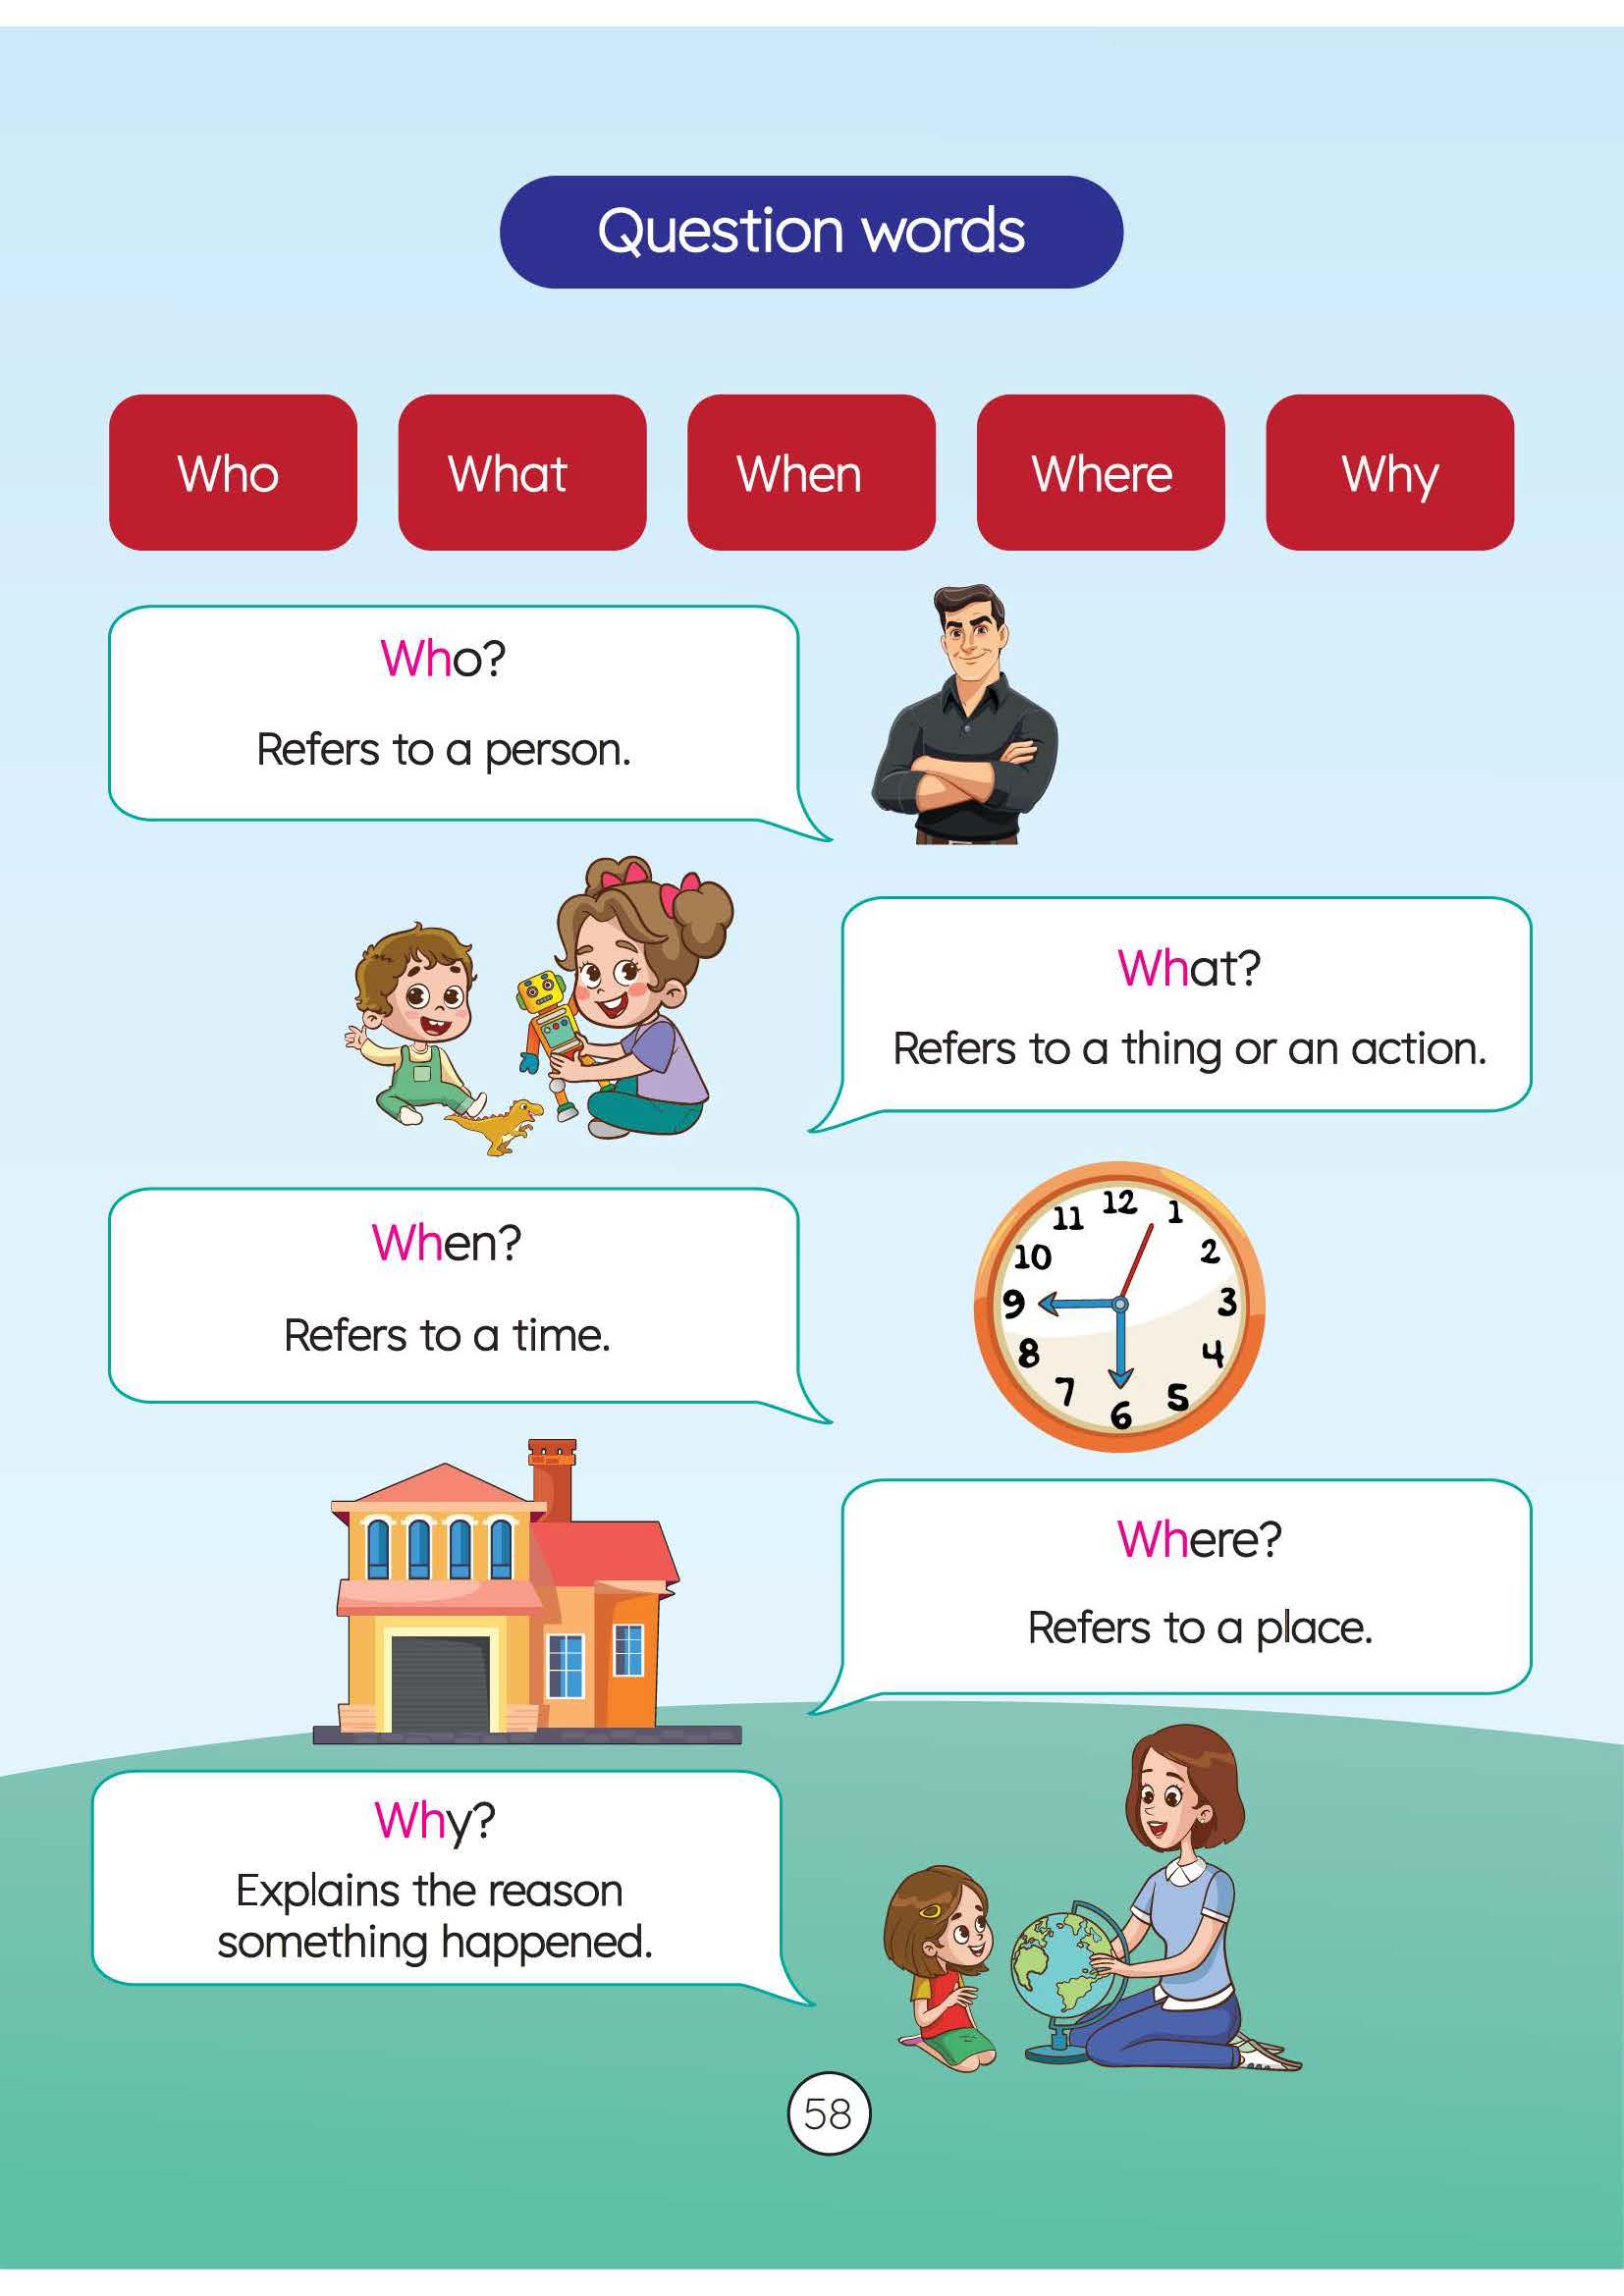 Question words
Who
What
When
Where
Why
Who?
Refers to a person.
What?
Refers to a thing or an action.
When?
Refers to a time.
12
1
2
3
4
5
6
7
8
9
10
11
Where?
Refers to a place.
Why?
Explains the reason
something happened.
58